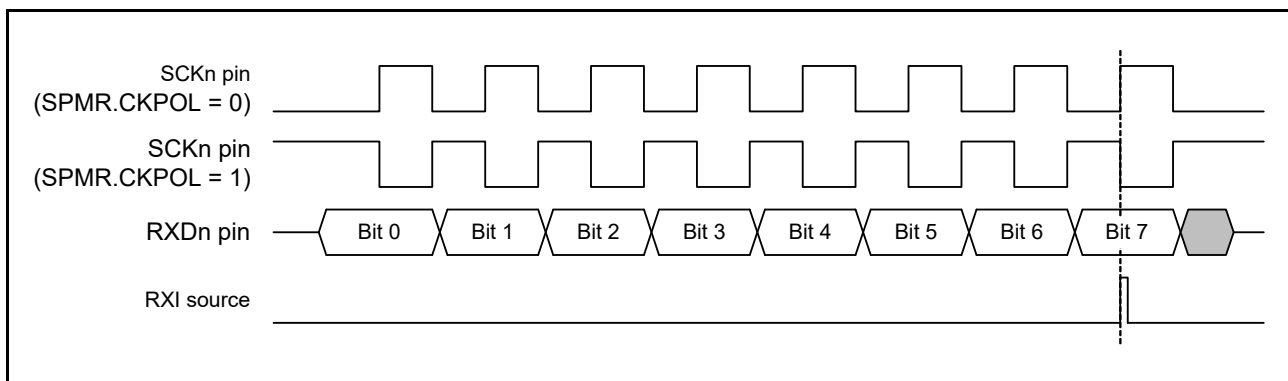 SCKn pin
(SPMR.CKPOL = 0)
SCKn pin
(SPMR.CKPOL = 1)
RXDn pin
Bit 0 Bit 1 Bit 2 Bit 3 Bit 4 Bit 5 Bit 6 Bit 7
RXI source